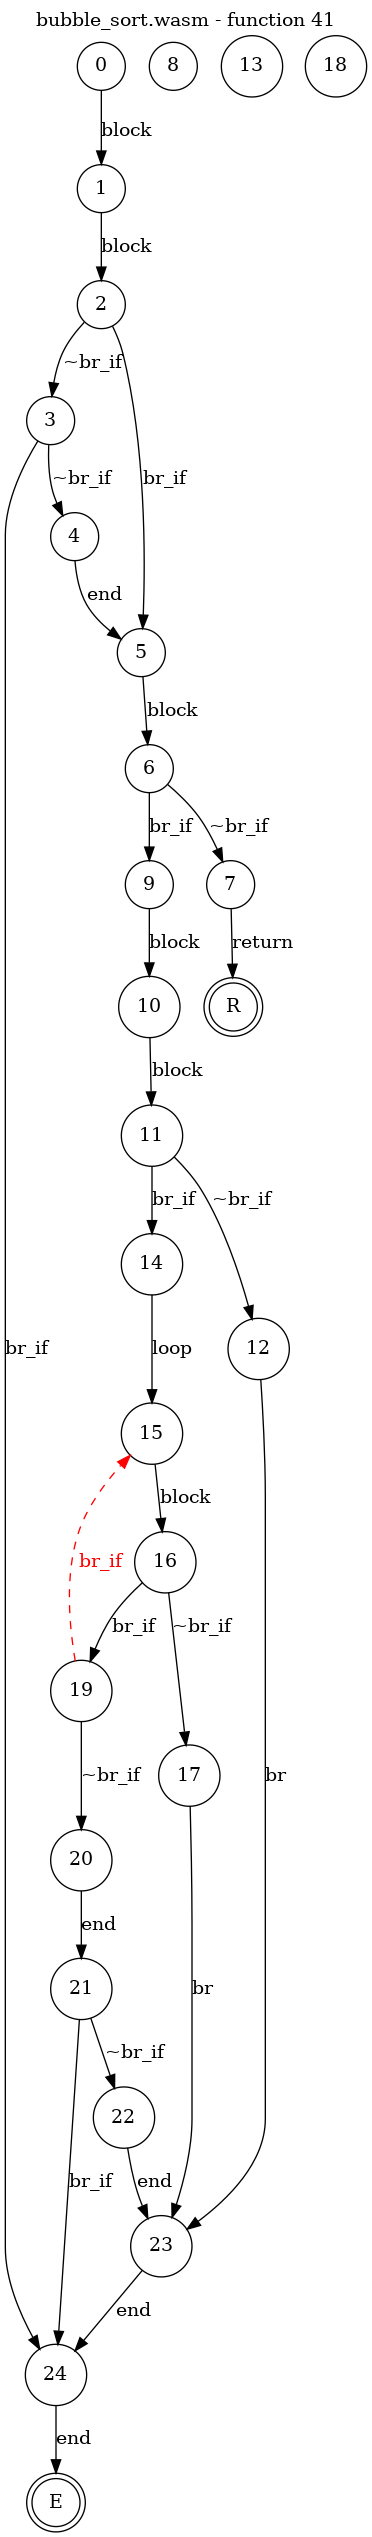 bubble_sort.wasm - function 41
0 8 13 18
block
1
block
2
~br_if
3 br_if
~br_if
4
end
5
block
6
br_if ~br_if
9 7
block return
10 R
block
11
br_if ~br_if
14
br_if loop 12
15
block
br_if 16
br_if ~br_if
19
~br_if 17 br
20
end
21
br
~br_if
22
br_if end
23
end
24
end
E